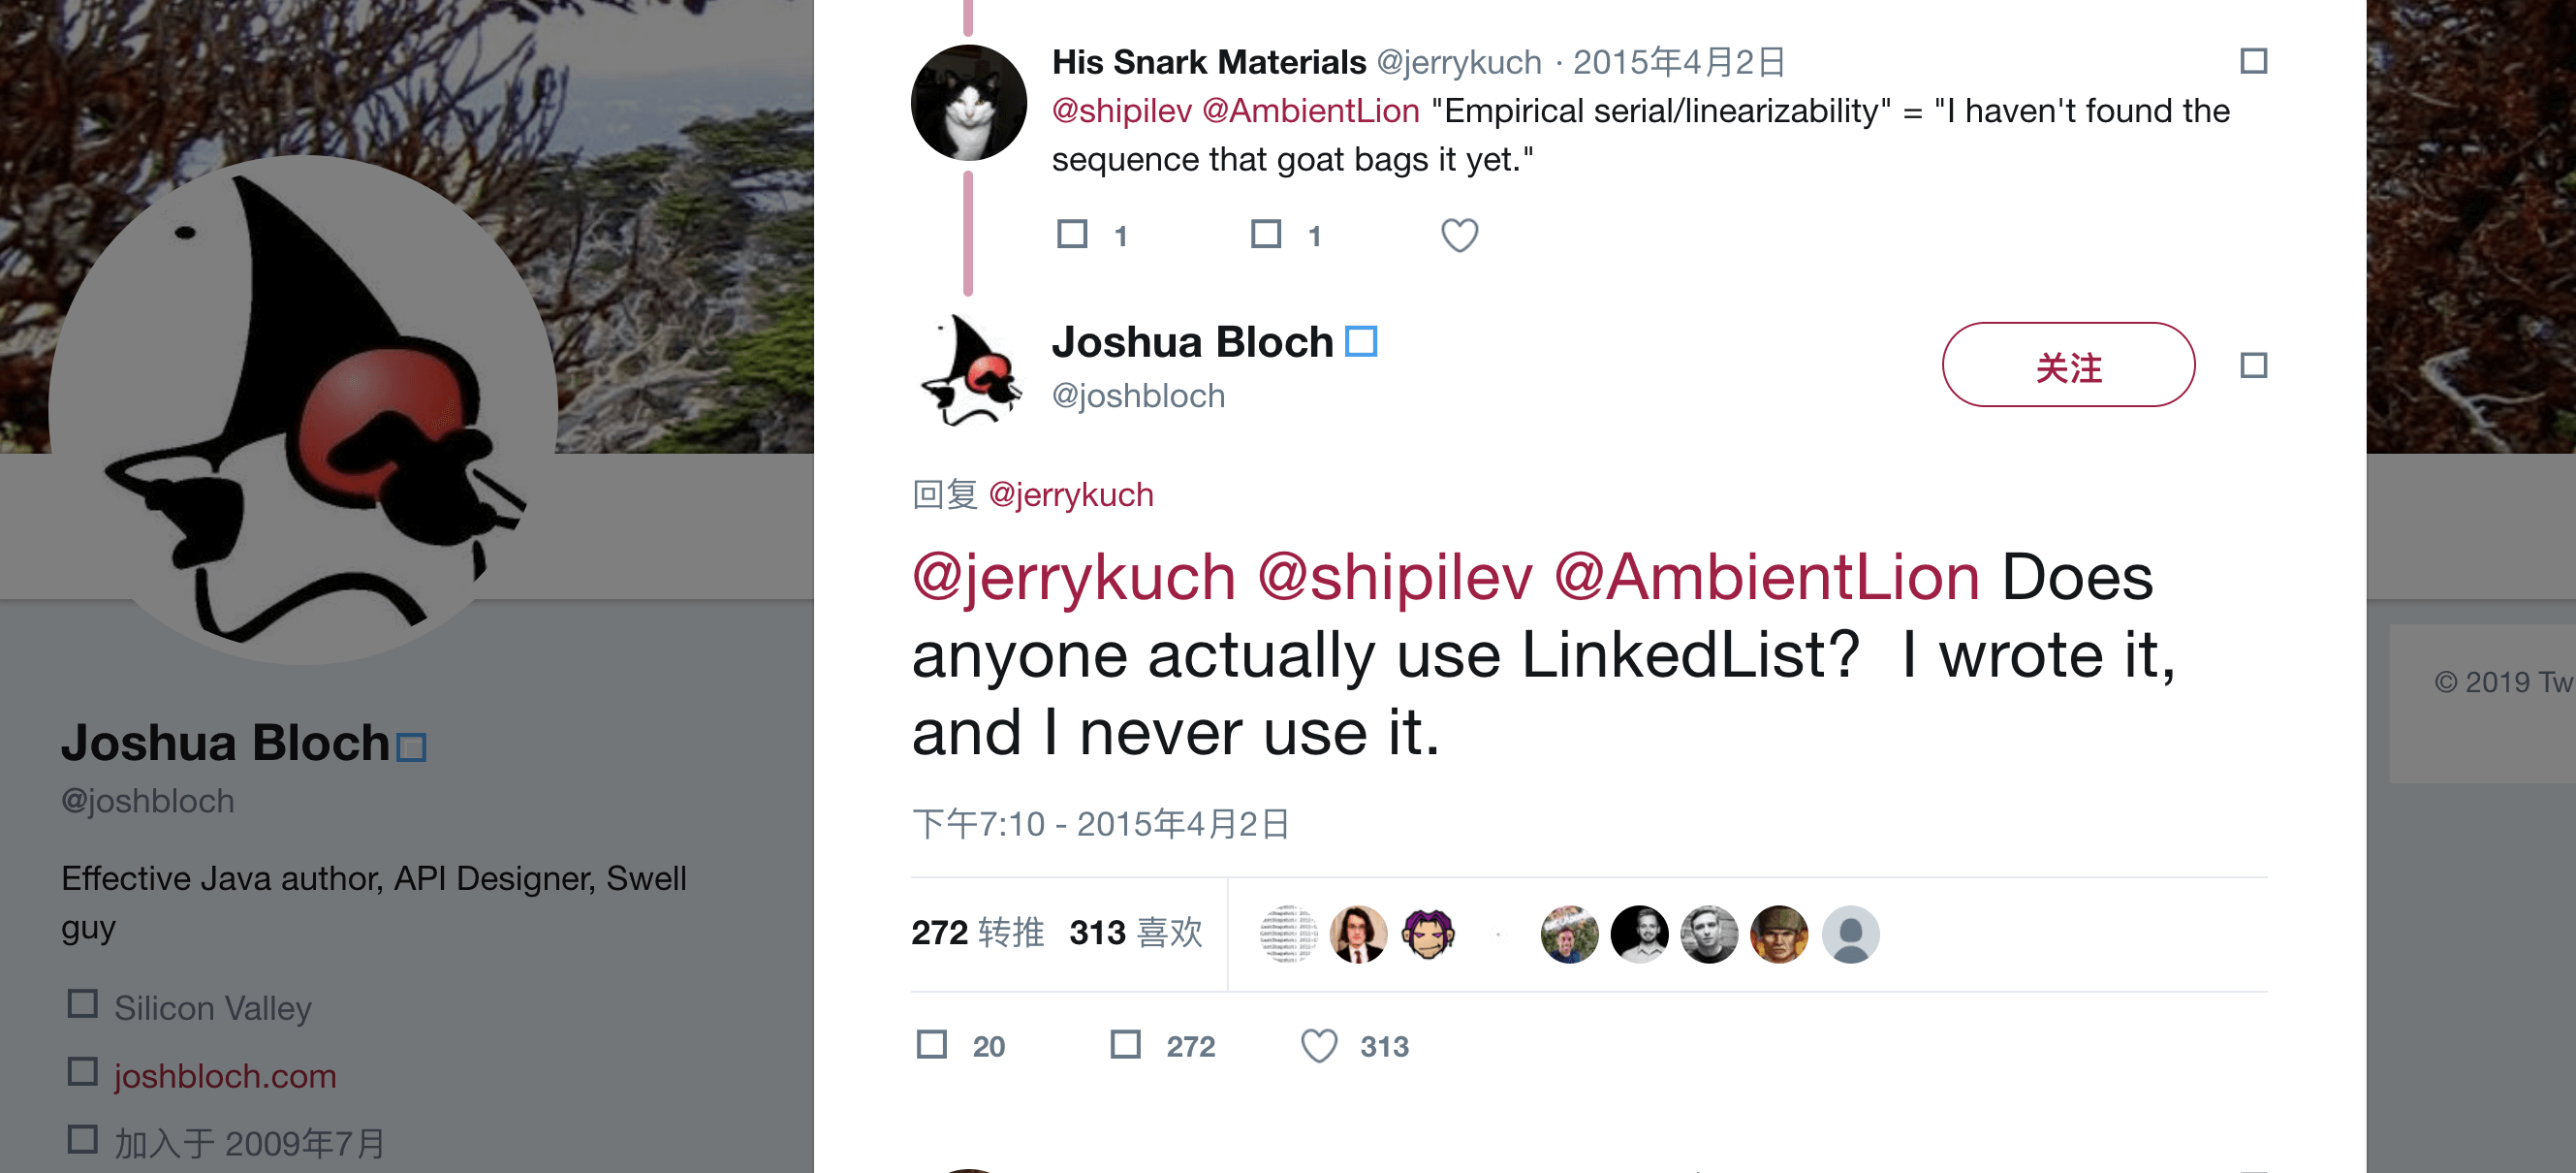 His Snark Materials @jerrykuch · 2015年4月2日
@shipilev @AmbientLion "Empirical serial/linearizability" = "I haven't found the
sequence that goat bags it yet."
1 1
Joshua Bloch
@joshbloch
关注
回复 @jerrykuch
@jerrykuch @shipilev @AmbientLion Does
anyone actually use LinkedList? I wrote it,
and I never use it.
下午7:10 - 2015年4月2日
272 转推 313 喜欢
20 272 313
Joshua Bloch
@joshbloch
Effective Java author, API Designer, Swell
guy
Silicon Valley
joshbloch.com
加入于 2009年7月
© 2019 Tw